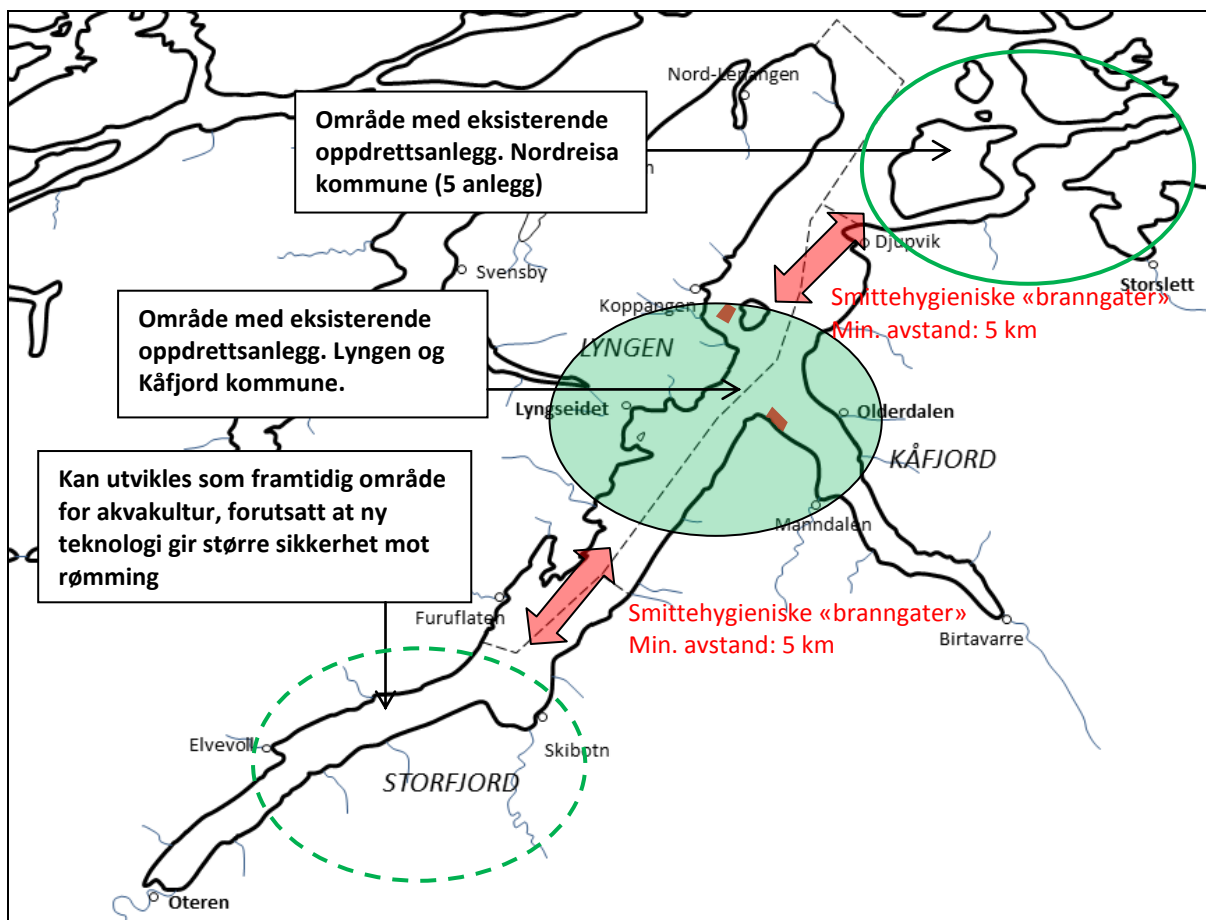 Nord-Lenangen
Område med eksisterende
oppdrettsanlegg. Nordreisa
kommune (5 anlegg)
Djupvik
Svensby
Storslett
Koppangen
Smittehygieniske «branngater»
Min. avstand: 5 km
Område med eksisterende
oppdrettsanlegg. Lyngen og
Kåfjord kommune.
LYNGEN
Lyngseidet
Olderdalen
KÅFJORD
Kan utvikles som framtidig område
for akvakultur, forutsatt at ny
teknologi gir større sikkerhet mot
rømming
Manndalen
Furuflaten
Smittehygieniske «branngater»
Min. avstand: 5 km
Birtavarre
Elvevoll
Skibotn
STORFJORD
Oteren